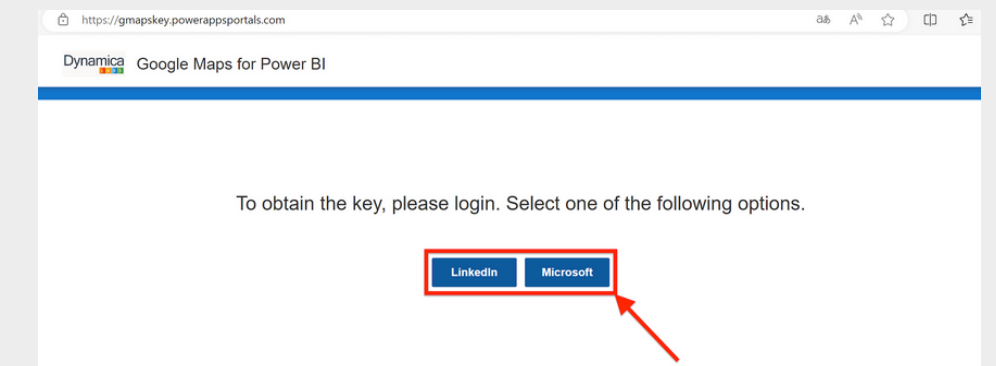 https://gmapskey.powerappsportals.com
Dynamica Google Maps for Power BI
To obtain the key, please login. Select one of the following options.
LinkedIn Microsoft